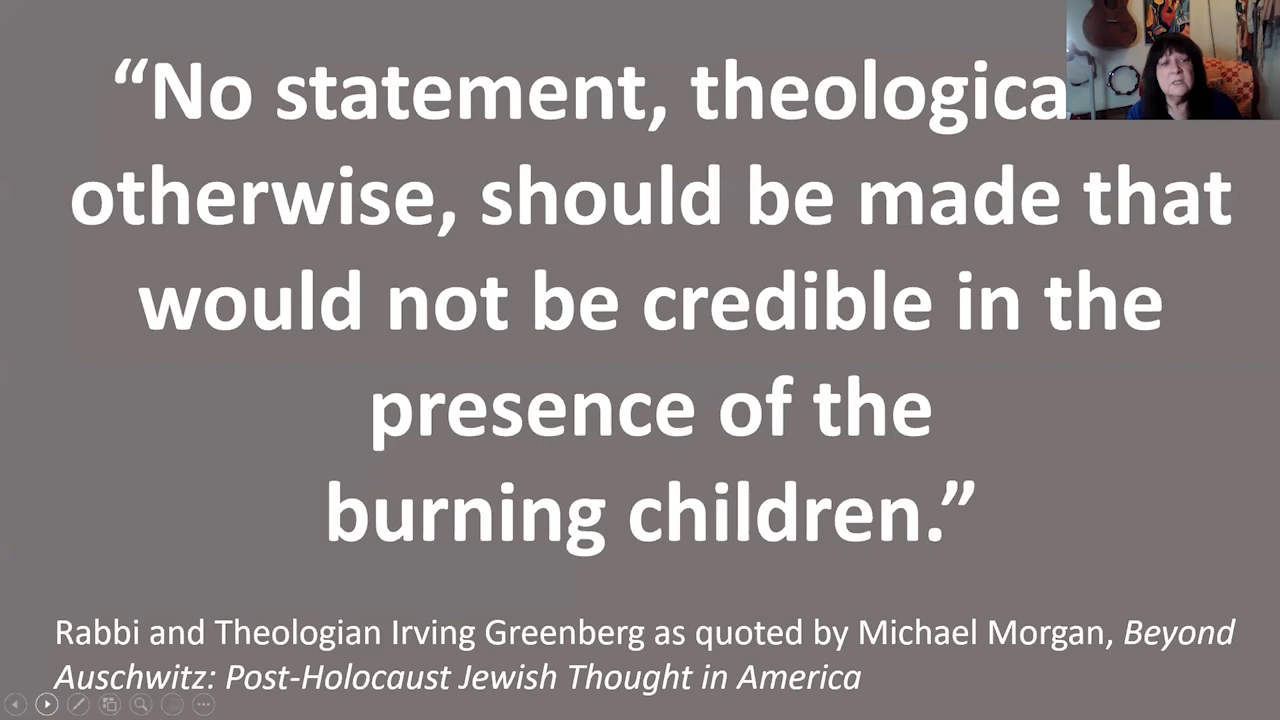 “No statement, theologica
otherwise, should be made that
would not be credible in the
presence of the
burning children.”
Rabbi and Theologian Irving Greenberg as quoted by Michael Morgan, Beyond
Auschwitz: Post-Holocaust Jewish Thought in America